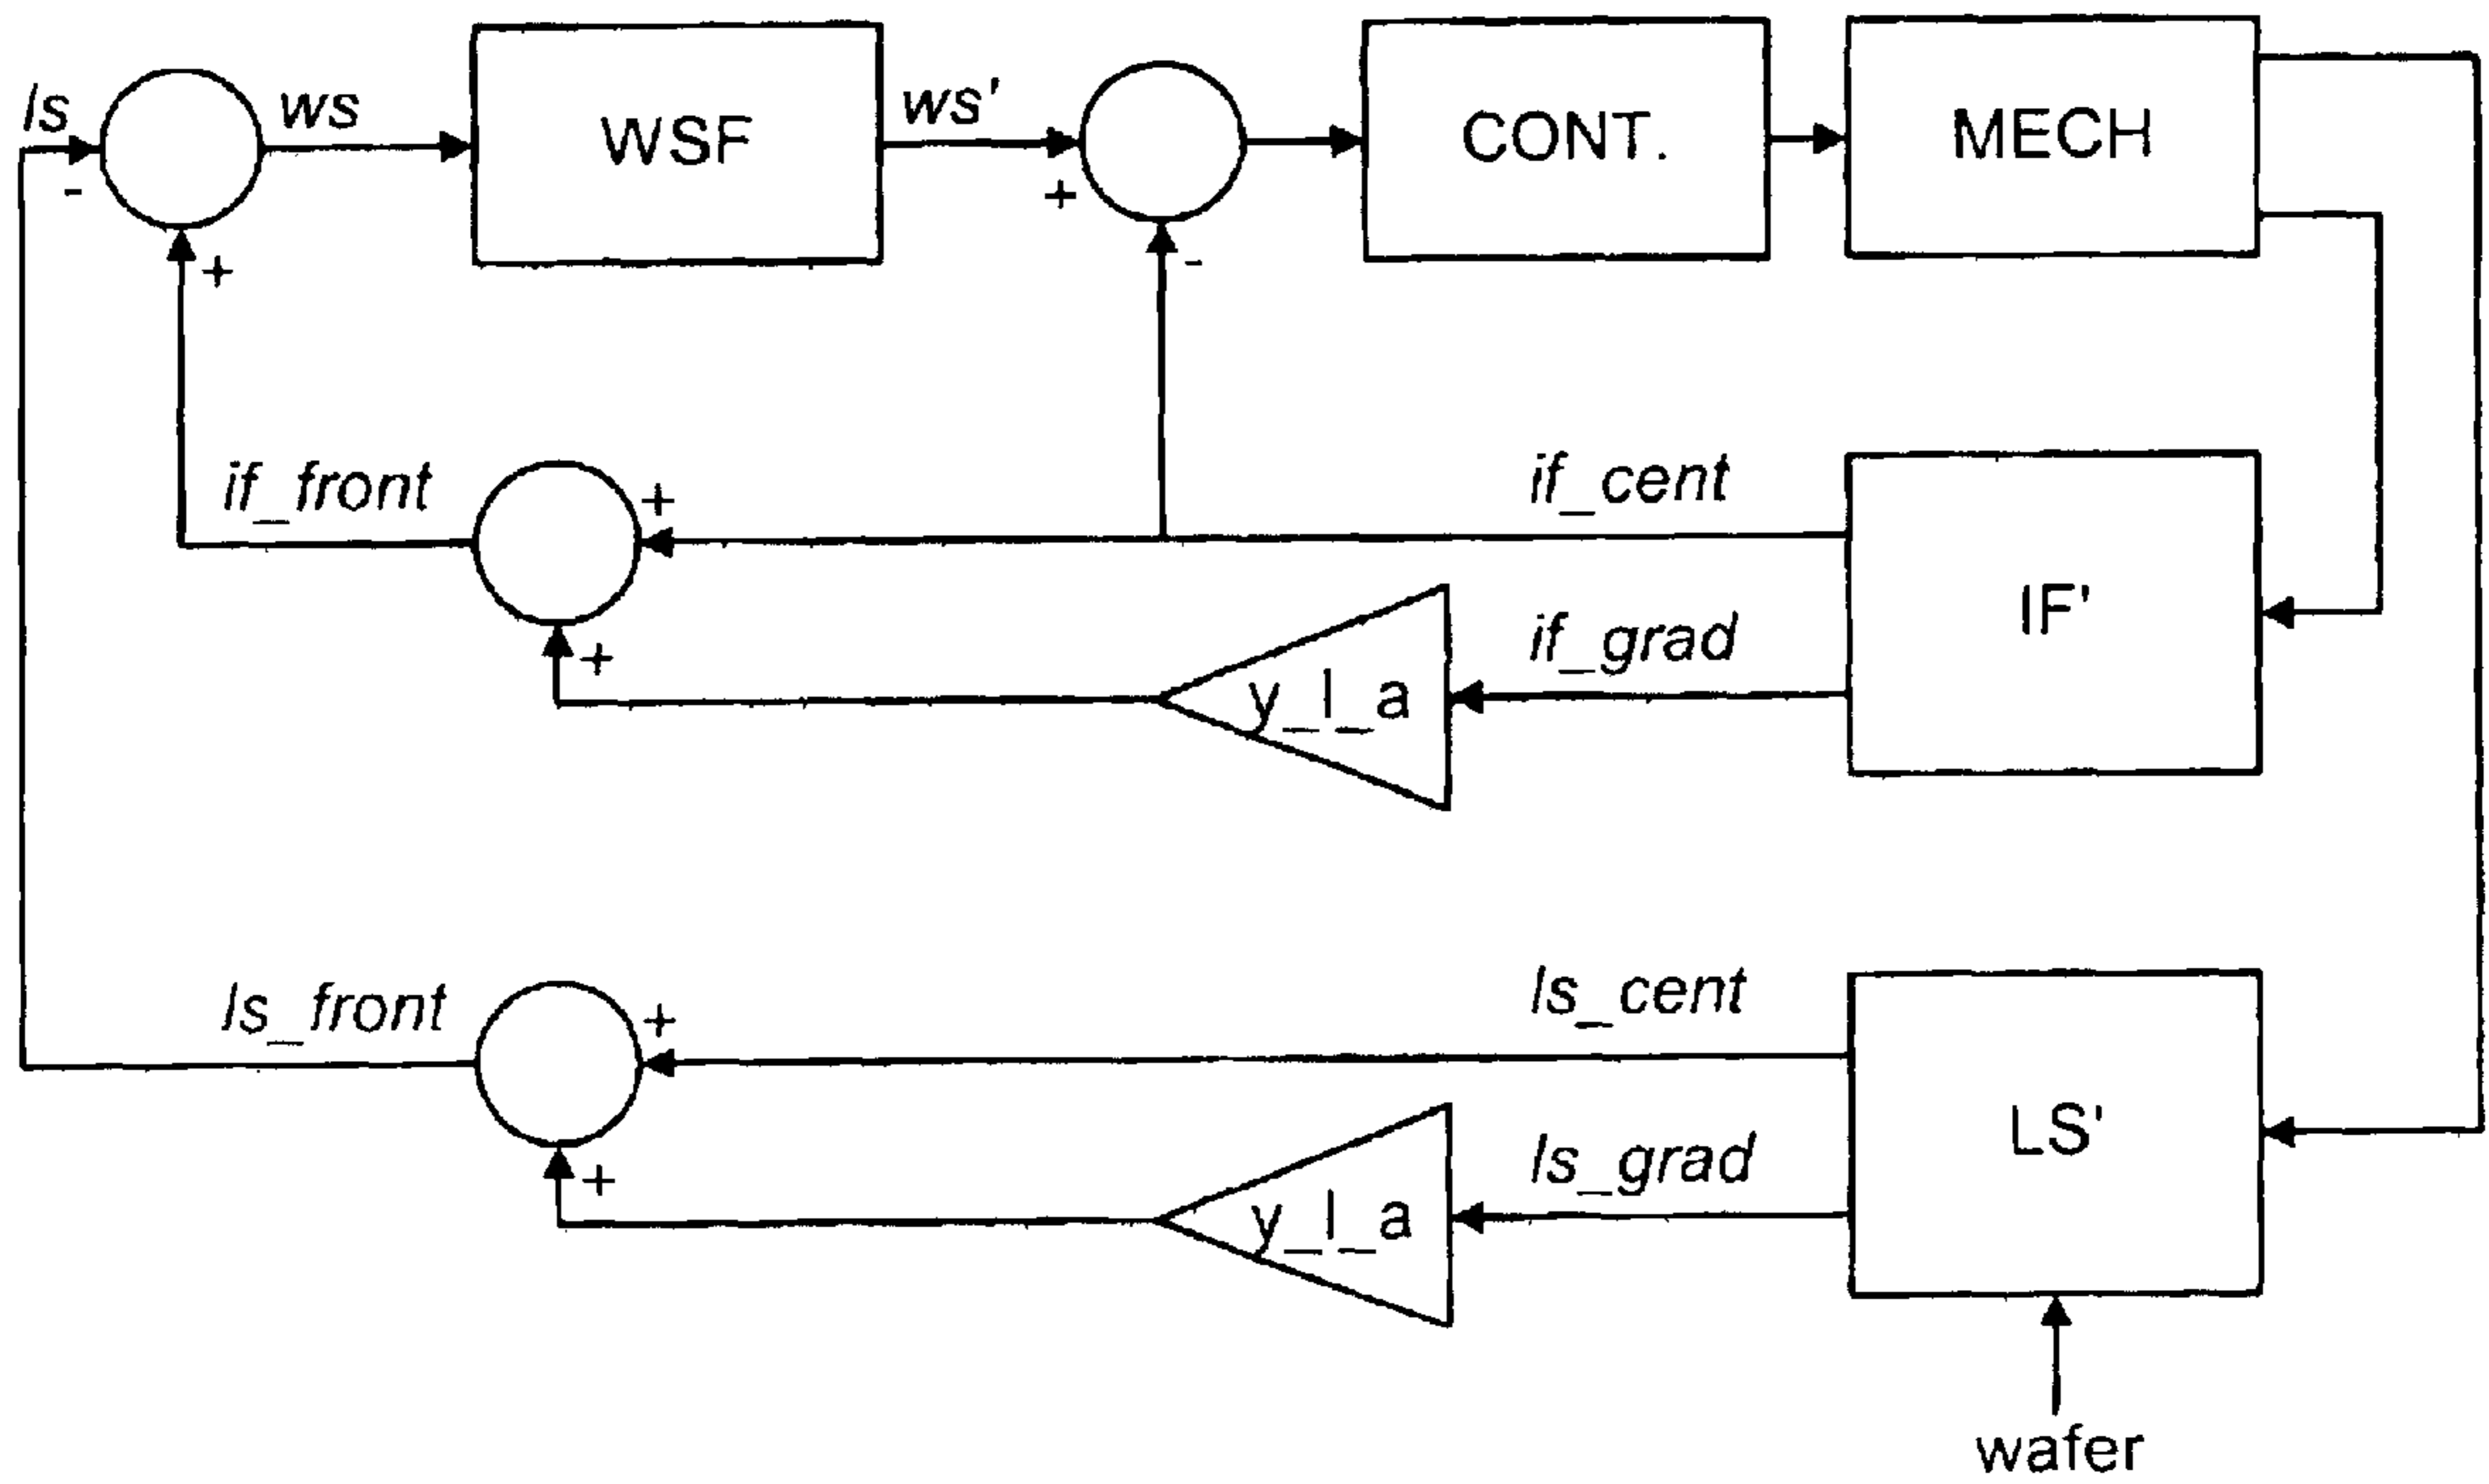 ls
ws
WSF
ws'
CONT.
MECH
-
+
+
-
if_front
+
if_cent
IF'
+
y_l_a
if_grad
ls_front
+
ls_cent
LS'
+
y_l_a
ls_grad
wafer